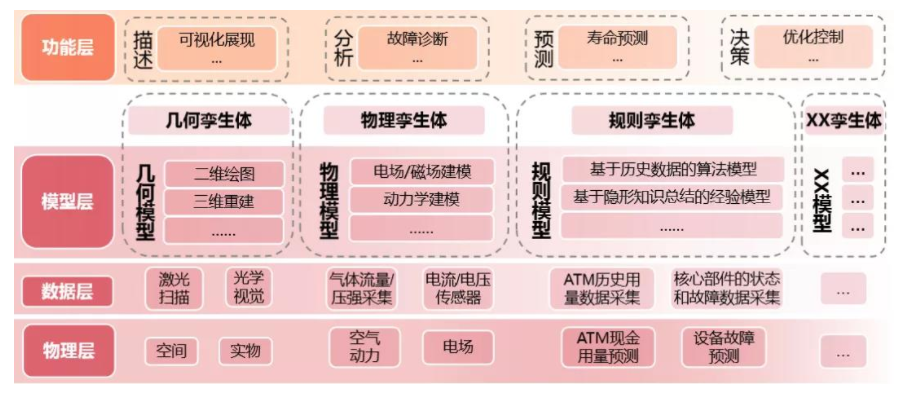 功能层
描述
可视化展现
...
分析
故障诊断
...
预测
寿命预测
...
决策
优化控制
...
几何孪生体
物理孪生体
规则孪生体
XX孪生体
模型层
几何模型
二维绘图
三维重建
......
物理模型
电场/磁场建模
动力学建模
......
规则模型
基于历史数据的算法模型
基于隐形知识总结的经验模型
......
XX模型
...
...
...
数据层
激光
扫描
光学
视觉
气体流量/
压强采集
电流/电压
传感器
ATM历史用
量数据采集
核心部件的状态
和故障数据采集
...
物理层
空间
实物
空气
动力
电场
ATM现金
用量预测
设备故障
预测
...